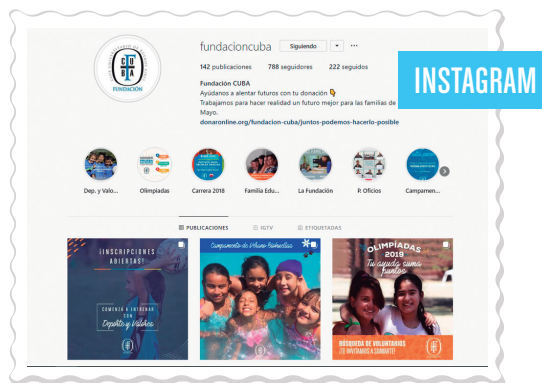 fundacioncuba
Siguiendo
142 publicaciones 788 seguidores 222 seguidos
INSTAGRAM
Fundación CUBA
Ayúdanos a alentar futuros con tu donación
Trabajamos para hacer realidad un futuro mejor para las familias de
Mayo.
donaronline.org/fundacion-cuba/juntos-podemos-hacerlo-posible
CUBA
FUNDACIÓN
Dep. y Valo... Olimpíadas Carrera 2018 Familia Edu... La Fundación P. Oficios Campamen...
PUBLICACIONES IGTV ETIQUETADAS
¡INSCRIPCIONES
ABIERTAS!
COMENZÁ A ENTRENAR
CON
Deporte y Valores
Campamento de Verano
OLIMPÍADAS
2019
Tu ayuda suma
puntos
BÚSQUEDA DE VOLUNTARIOS
¡TE INVITAMOS A SUMARTE!